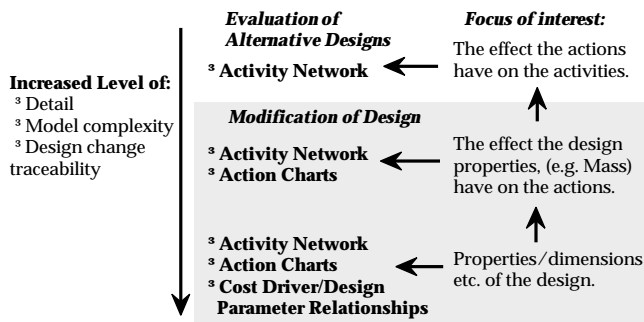 Increased Level of:
³ Detail
³ Model complexity
³ Design change
traceability
Evaluation of
Alternative Designs
³ Activity Network
Focus of interest:
The effect the actions
have on the activities.
Modification of Design
³ Activity Network
³ Action Charts
The effect the design
properties, (e.g. Mass)
have on the actions.
³ Activity Network
³ Action Charts
³ Cost Driver/Design
Parameter Relationships
Properties/dimensions
etc. of the design.